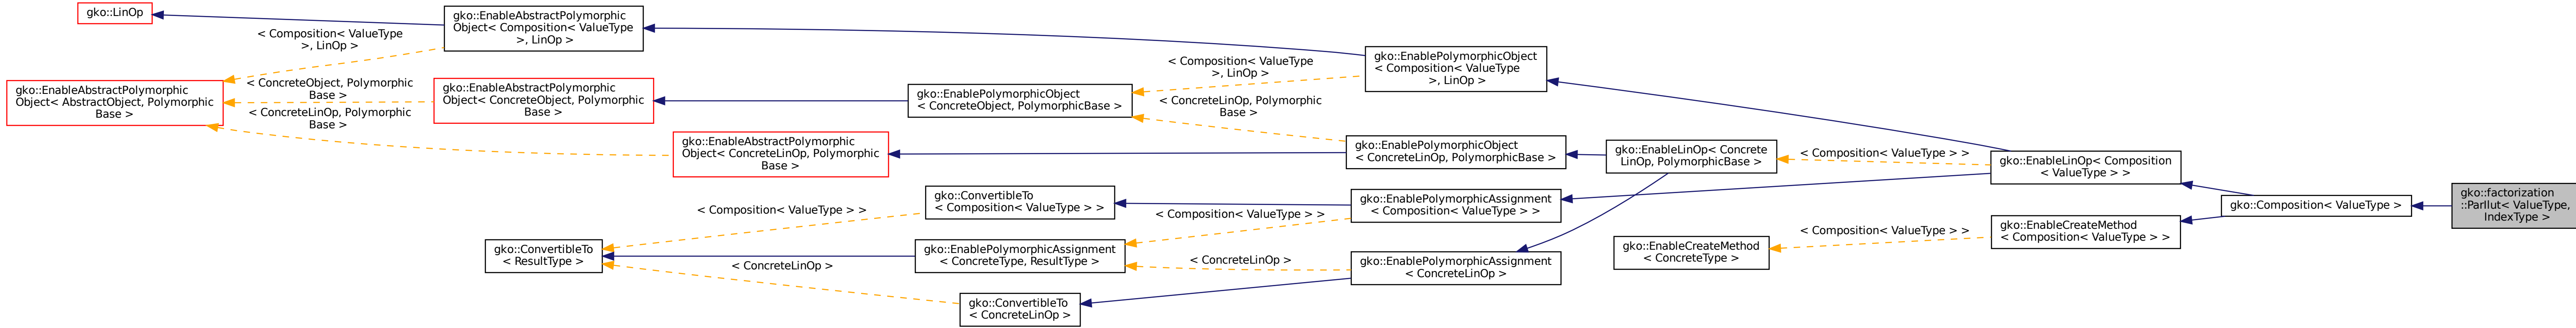 gko::LinOp
gko::EnableAbstractPolymorphic
Object< Composition< ValueType
>, LinOp >
< Composition< ValueType
>, LinOp >
gko::EnableAbstractPolymorphic
Object< AbstractObject, Polymorphic
Base >
< ConcreteObject, Polymorphic
Base >
< ConcreteLinOp, Polymorphic
Base >
gko::EnableAbstractPolymorphic
Object< ConcreteObject, Polymorphic
Base >
gko::EnableAbstractPolymorphic
Object< ConcreteLinOp, Polymorphic
Base >
gko::EnablePolymorphicObject
< ConcreteObject, PolymorphicBase >
< Composition< ValueType
>, LinOp >
< ConcreteLinOp, Polymorphic
Base >
gko::EnablePolymorphicObject
< Composition< ValueType
>, LinOp >
gko::EnablePolymorphicObject
< ConcreteLinOp, PolymorphicBase >
gko::EnableLinOp< Concrete
LinOp, PolymorphicBase >
< Composition< ValueType > >
gko::EnableLinOp< Composition
< ValueType > >
gko::ConvertibleTo
< ResultType >
< Composition< ValueType > >
gko::ConvertibleTo
< Composition< ValueType > >
gko::EnablePolymorphicAssignment
< ConcreteType, ResultType >
< ConcreteLinOp >
gko::ConvertibleTo
< ConcreteLinOp >
< Composition< ValueType > >
< ConcreteLinOp >
gko::EnablePolymorphicAssignment
< Composition< ValueType > >
gko::EnablePolymorphicAssignment
< ConcreteLinOp >
gko::EnableCreateMethod
< ConcreteType >
< Composition< ValueType > >
gko::EnableCreateMethod
< Composition< ValueType > >
gko::Composition< ValueType >
gko::factorization
::ParIlut< ValueType,
IndexType >